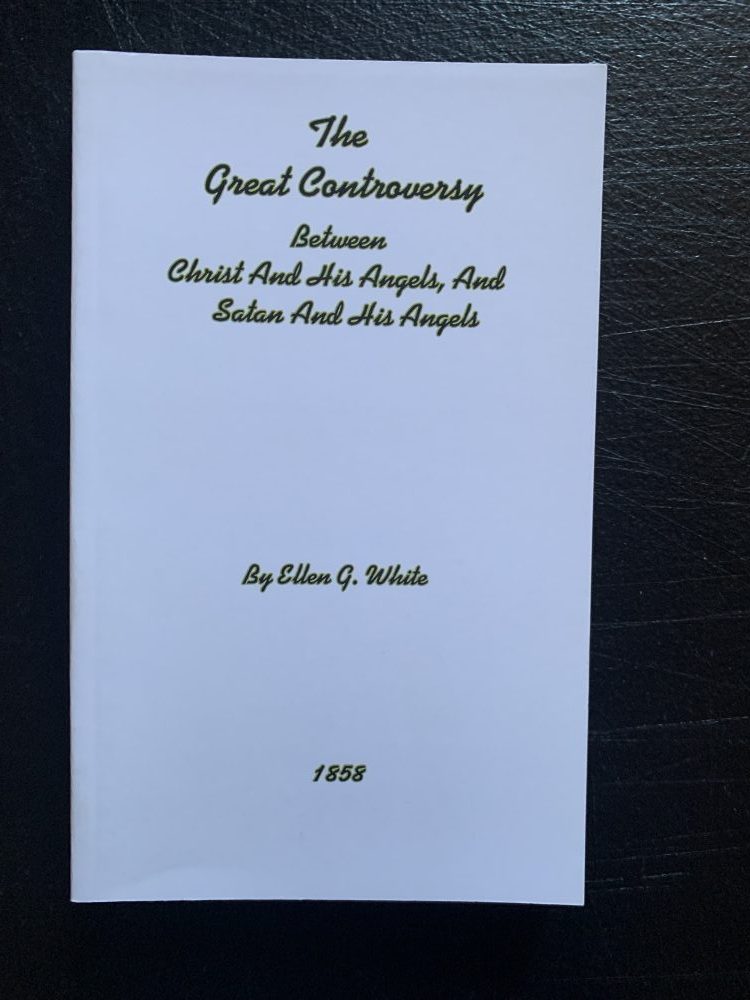 The
Great Controversy
Between
Christ And His Angels, And
Satan And His Angels
By Ellen G. White
1858